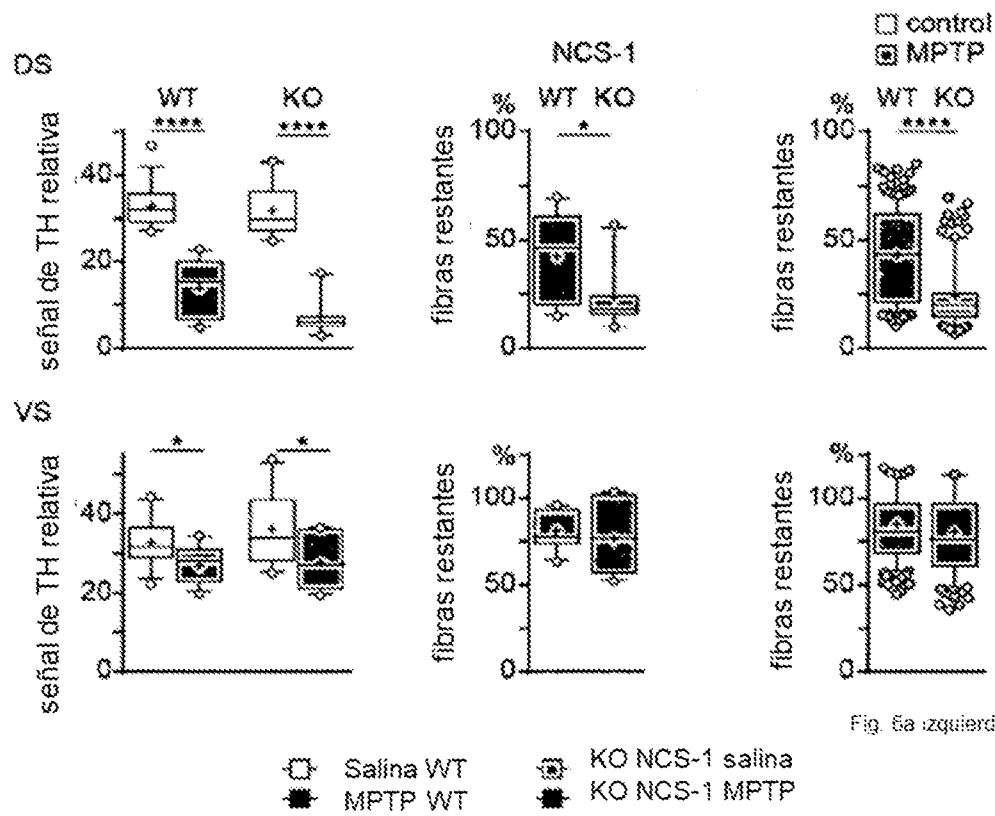 DS
NCS-1
control
MPTP
WT KO
**** ****
señal de TH relativa
40
20
0
% WT KO
*
fibras restantes
100
50
0
% WT KO
****
fibras restantes
100
50
0
VS
* *
señal de TH relativa
40
20
0
%
fibras restantes
100
50
0
%
fibras restantes
100
50
0
Fig. 6a izquierd
Salina WT
MPTP WT
KO NCS-1 salina
KO NCS-1 MPTP